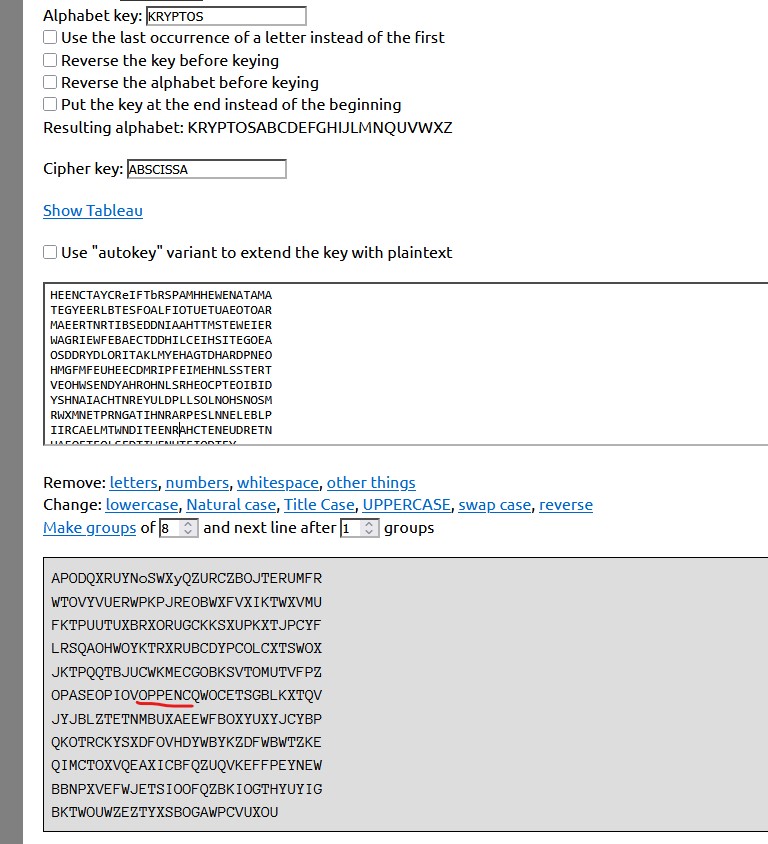 Alphabet key: KRYPTOS
Use the last occurrence of a letter instead of the first
Reverse the key before keying
Reverse the alphabet before keying
Put the key at the end instead of the beginning
Resulting alphabet: KRYPTOSABCDEFGHIJLMNQUVWXZ
Cipher key: ABSCISSA
Show Tableau
Use "autokey" variant to extend the key with plaintext
HEENCTAYCReIFTbRSPAMHHEWENATAMA
TEGYEERLBTESFOALFIOTUETUAEOTOAR
MAEERTNRTIBSEDDNIAAHTTMSTEWEIER
WAGRIEWFEBAECTDDHILCEIHSITEGOEA
OSDDRYDLORITAKLMYEHAGTDHARDPNEO
HMGFMFEUHEECDMRIPFEIMEHNLSSTERT
VEOHWSENDYAHROHNLSRHEOCPTEOIBID
YSHNAIACHTNREYULDPLLSOLNOHSNOSM
RWXMNETPRNGATIHNRARPESLNNELEBLP
IIRCAELMTWNDITEENRAHCTENEUDRETN
Remove: letters, numbers, whitespace, other things
Change: lowercase, Natural case, Title Case, UPPERCASE, swap case, reverse
Make groups of 8 and next line after 1 groups
APODQXRUYNoSWXyQZURCZBOJTERUMFR
WTOVYVUERWPKPJREOBWXFVXIKTWXVMU
FKTPUUTUXBRXORUGCKKSXUPKXTJPCYF
LRSQAOHWOYKTRXRUBCDYPCOLCXTSWOX
JKTPQQTBJUCWKMECGOBKSVTOMUTVFPZ
OPASEOPIOVOPPENCQWOCETSGBLKXTQV
JYJBLZTETNMBUXAEEWFBOXYUXYJCYBP
QKOTRCKYSXDFOVHDYWBYKZDFWBWTZKE
QIMCTOXVQEAXICBFQZUQVKEFFPEYNEW
BBNPXVEFWJETSIOOFQZBKIOGTHYUYIG
BKTWOUWZEZTYXSBOGAWPCVUXOU